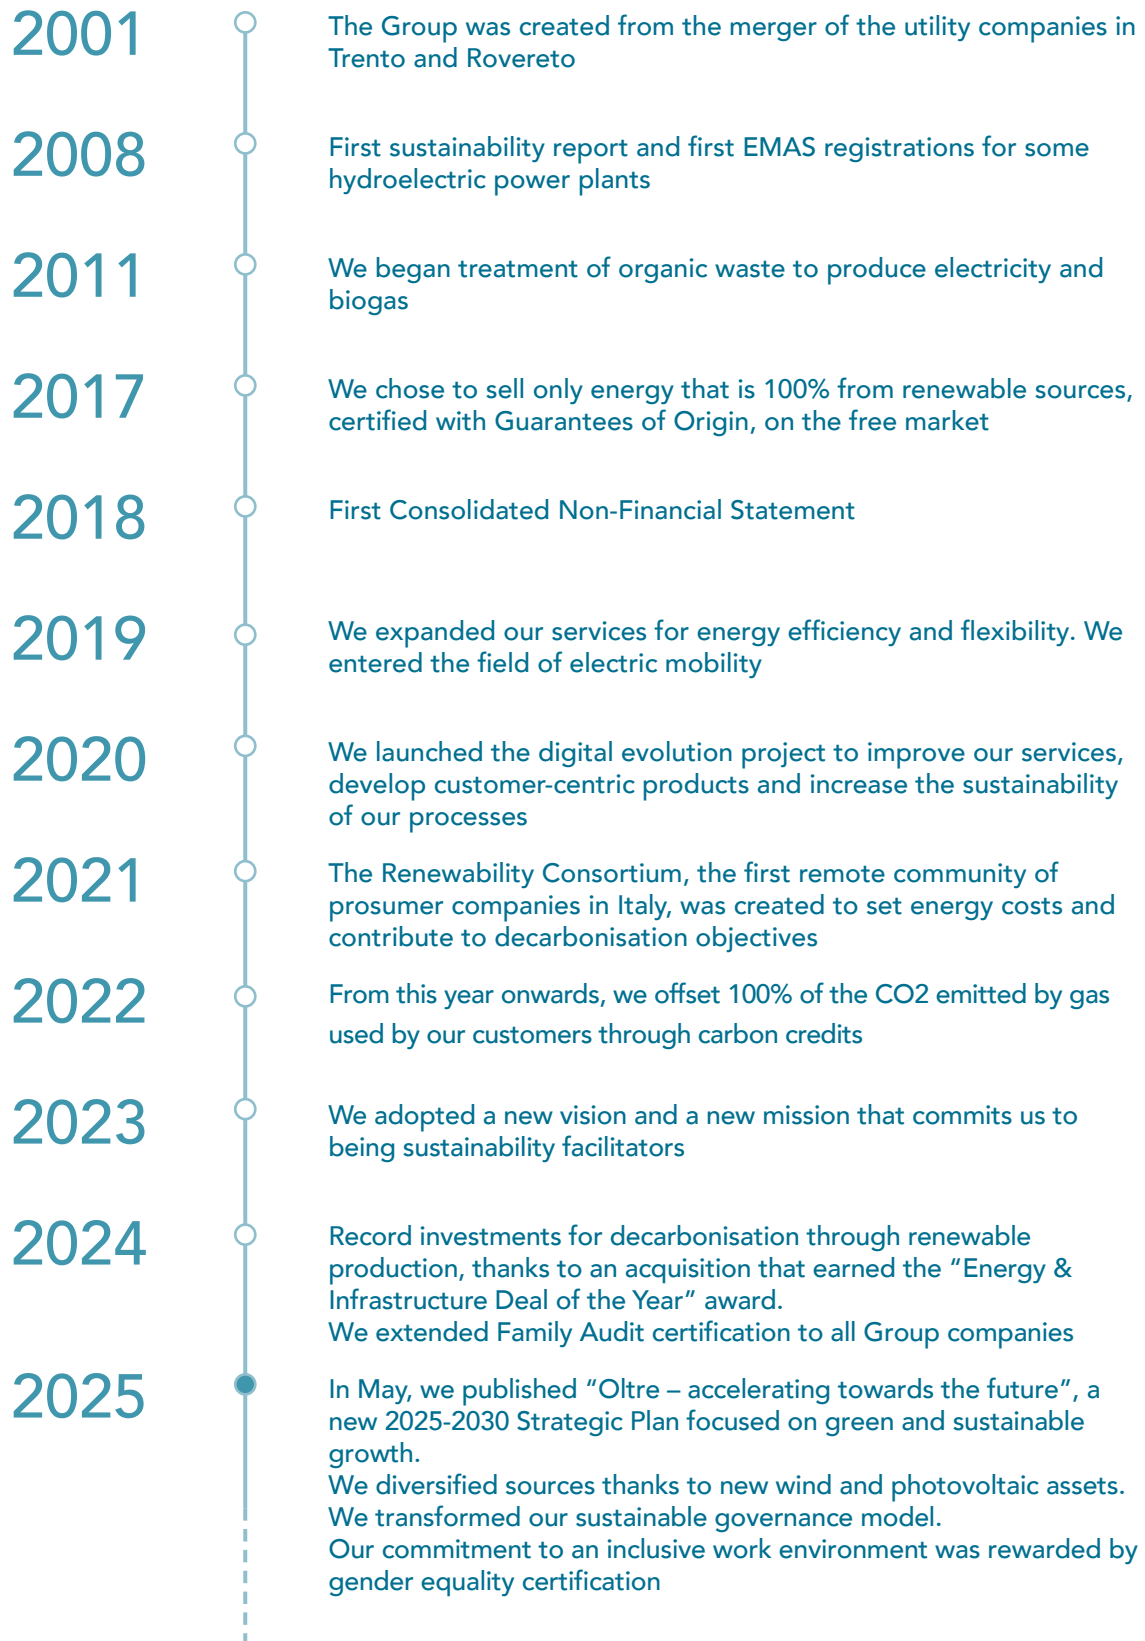 2001
The Group was created from the merger of the utility companies in
Trento and Rovereto
2008
First sustainability report and first EMAS registrations for some
hydroelectric power plants
2011
We began treatment of organic waste to produce electricity and
biogas
2017
We chose to sell only energy that is 100% from renewable sources,
certified with Guarantees of Origin, on the free market
2018
First Consolidated Non-Financial Statement
2019
We expanded our services for energy efficiency and flexibility. We
entered the field of electric mobility
2020
We launched the digital evolution project to improve our services,
develop customer-centric products and increase the sustainability
of our processes
2021
The Renewability Consortium, the first remote community of
prosumer companies in Italy, was created to set energy costs and
contribute to decarbonisation objectives
2022
From this year onwards, we offset 100% of the CO2 emitted by gas
used by our customers through carbon credits
2023
We adopted a new vision and a new mission that commits us to
being sustainability facilitators
2024
Record investments for decarbonisation through renewable
production, thanks to an acquisition that earned the “Energy &
Infrastructure Deal of the Year” award.
We extended Family Audit certification to all Group companies
2025
In May, we published “Oltre – accelerating towards the future”, a
new 2025-2030 Strategic Plan focused on green and sustainable
growth.
We diversified sources thanks to new wind and photovoltaic assets.
We transformed our sustainable governance model.
Our commitment to an inclusive work environment was rewarded by
gender equality certification